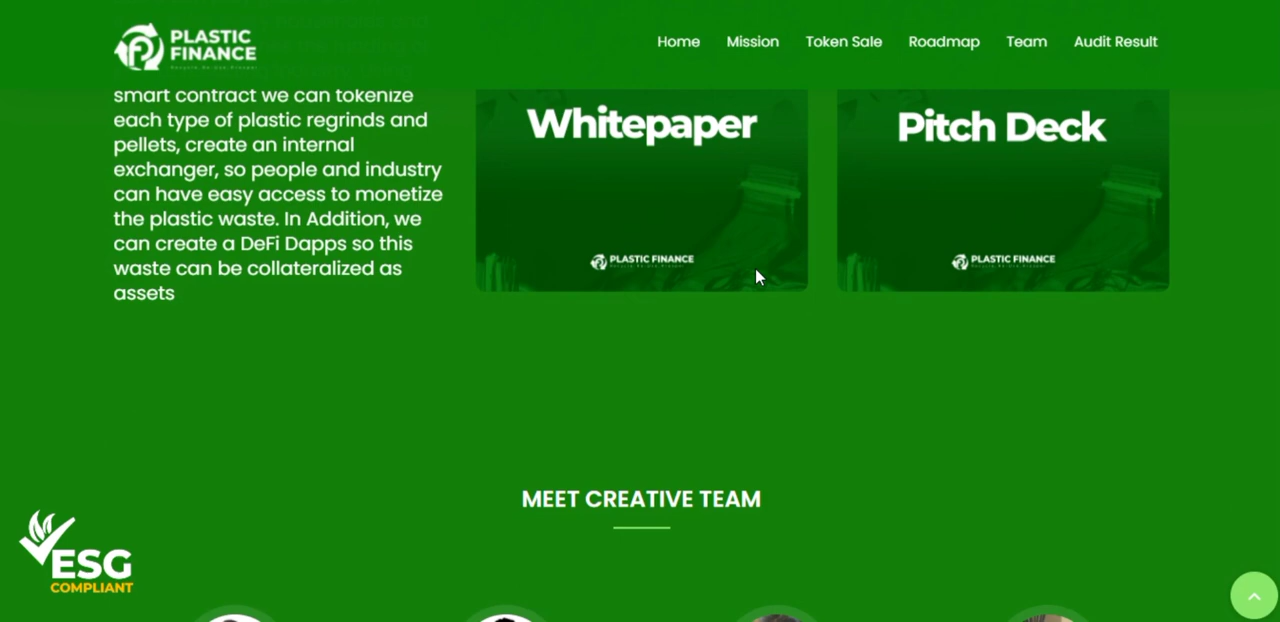 PLASTIC
FINANCE
Home
Mission
Token Sale
Roadmap
Team
Audit Result
smart contract we can tokenize
each type of plastic regrinds and
pellets, create an internal
exchanger, so people and industry
can have easy access to monetize
the plastic waste. In Addition, we
can create a DeFi Dapps so this
waste can be collateralized as
assets
Whitepaper
PLASTIC FINANCE
Pitch Deck
PLASTIC FINANCE
MEET CREATIVE TEAM
ESG
COMPLIANT